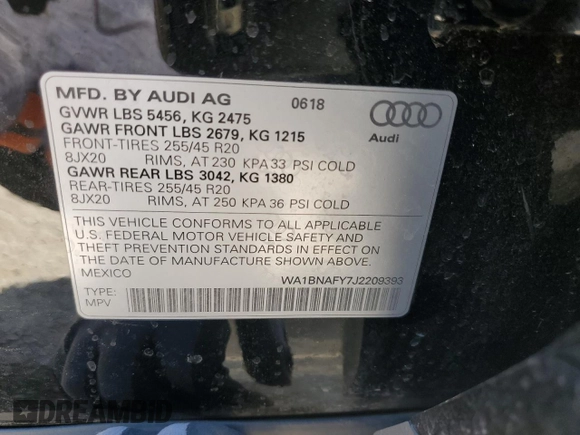 MFD. BY AUDI AG 0618
GVWR LBS 5456, KG 2475
GAWR FRONT LBS 2679, KG 1215
FRONT-TIRES 255/45 R20
8JX20 RIMS, AT 230 KPA 33 PSI COLD
GAWR REAR LBS 3042, KG 1380
REAR-TIRES 255/45 R20
8JX20 RIMS, AT 250 KPA 36 PSI COLD
Audi
THIS VEHICLE CONFORMS TO ALL APPLICABLE
U.S. FEDERAL MOTOR VEHICLE SAFETY AND
THEFT PREVENTION STANDARDS IN EFFECT ON
THE DATE OF MANUFACTURE SHOWN ABOVE
MEXICO WA1BNAFY7J2209393
TYPE:
MPV
DREAMBID